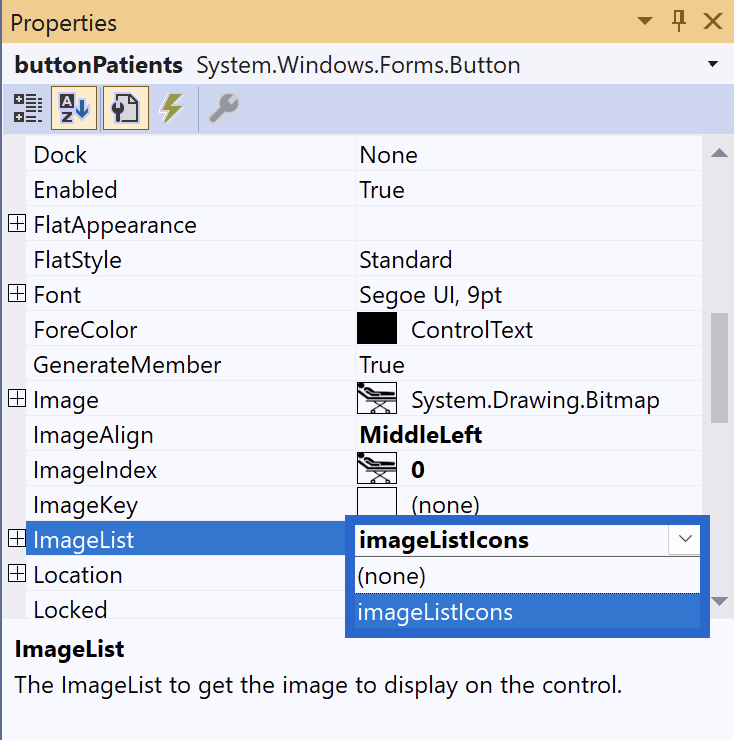 Properties
buttonPatients System.Windows.Forms.Button
A
Z
Dock None
Enabled True
FlatAppearance
FlatStyle Standard
Font Segoe UI, 9pt
ForeColor ControlText
GenerateMember True
Image System.Drawing.Bitmap
ImageAlign MiddleLeft
ImageIndex 0
ImageKey (none)
ImageList imageListIcons
(none)
Location
imageListIcons
Locked
ImageList
The ImageList to get the image to display on the control.